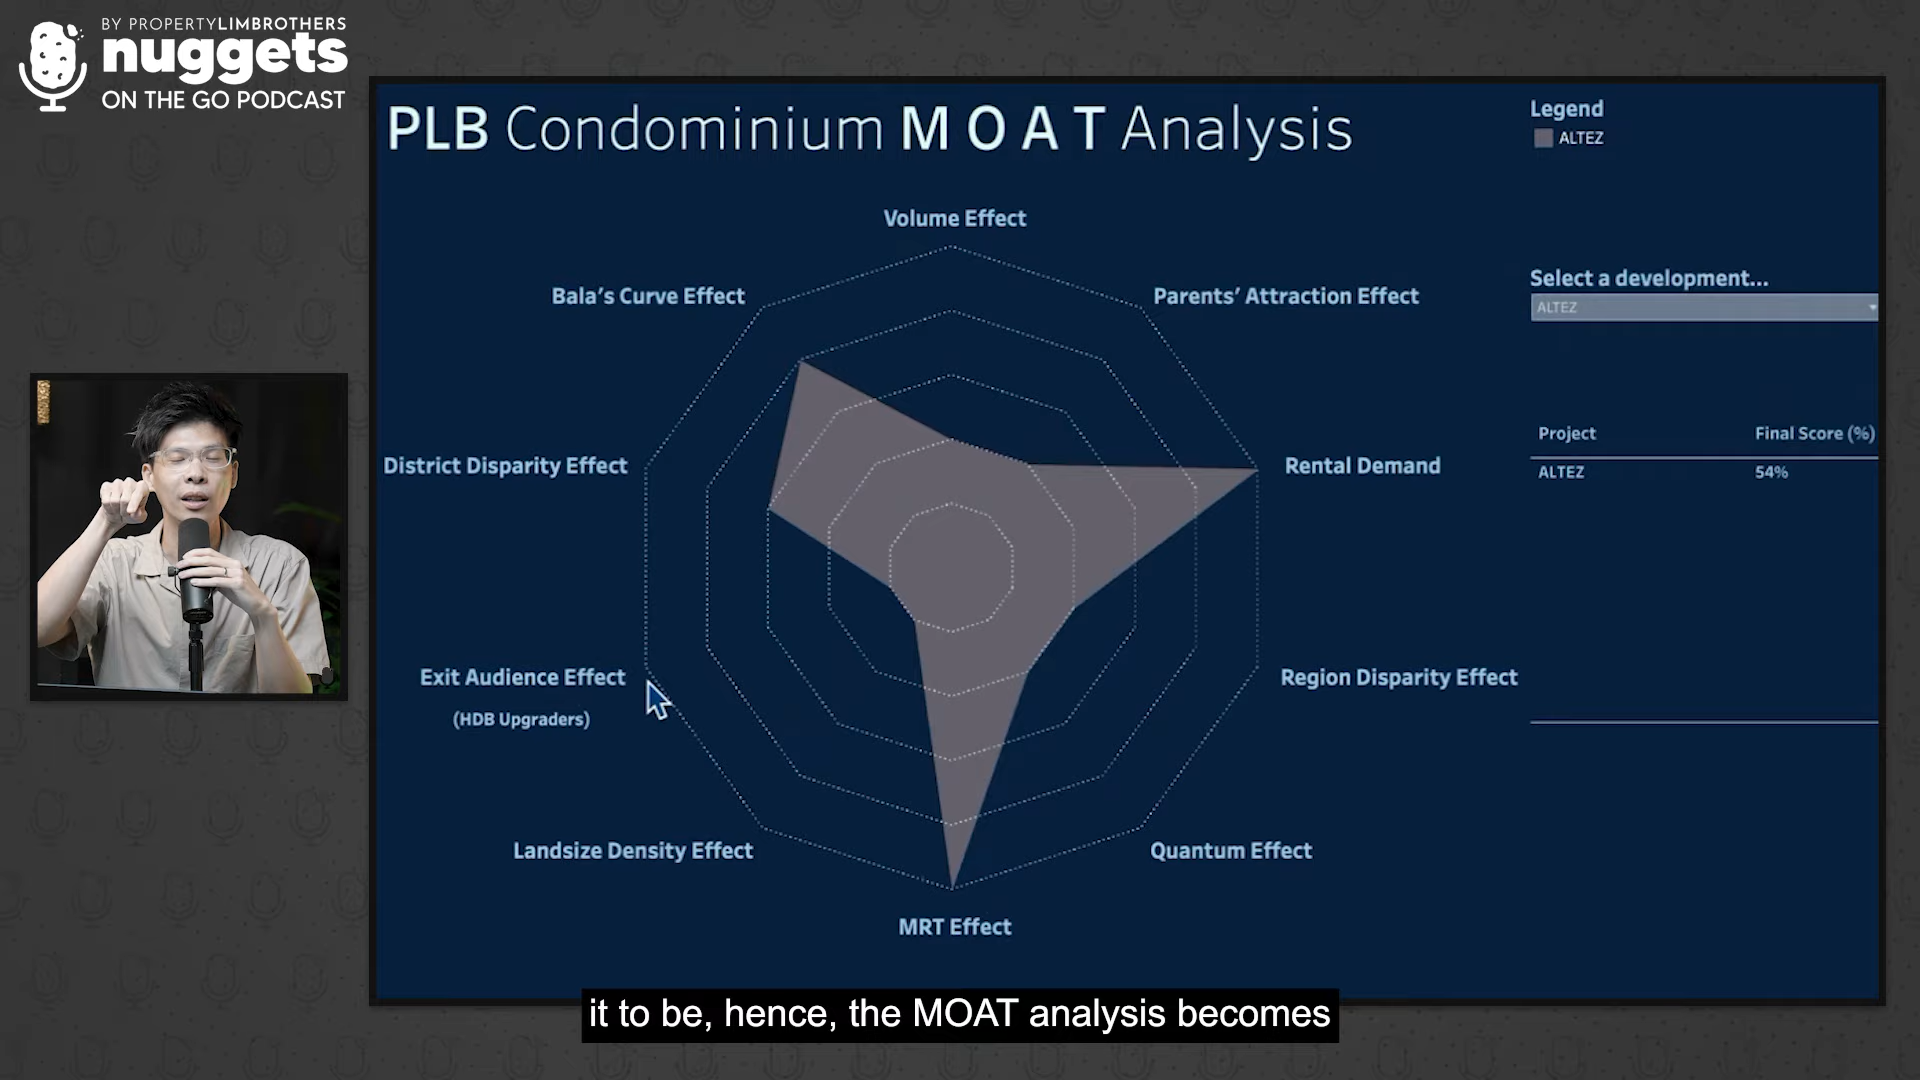 BY PROPERTYLIMBROTHERS
nuggets
ON THE GO PODCAST
PLB Condominium MOAT Analysis
Legend
ALTEZ
Volume Effect
Bala's Curve Effect
Parents' Attraction Effect
Select a development...
ALTEZ
District Disparity Effect
Rental Demand
Project Final Score (%)
ALTEZ 54%
Exit Audience Effect
(HDB Upgraders)
Region Disparity Effect
Landsize Density Effect
Quantum Effect
MRT Effect
it to be, hence, the MOAT analysis becomes